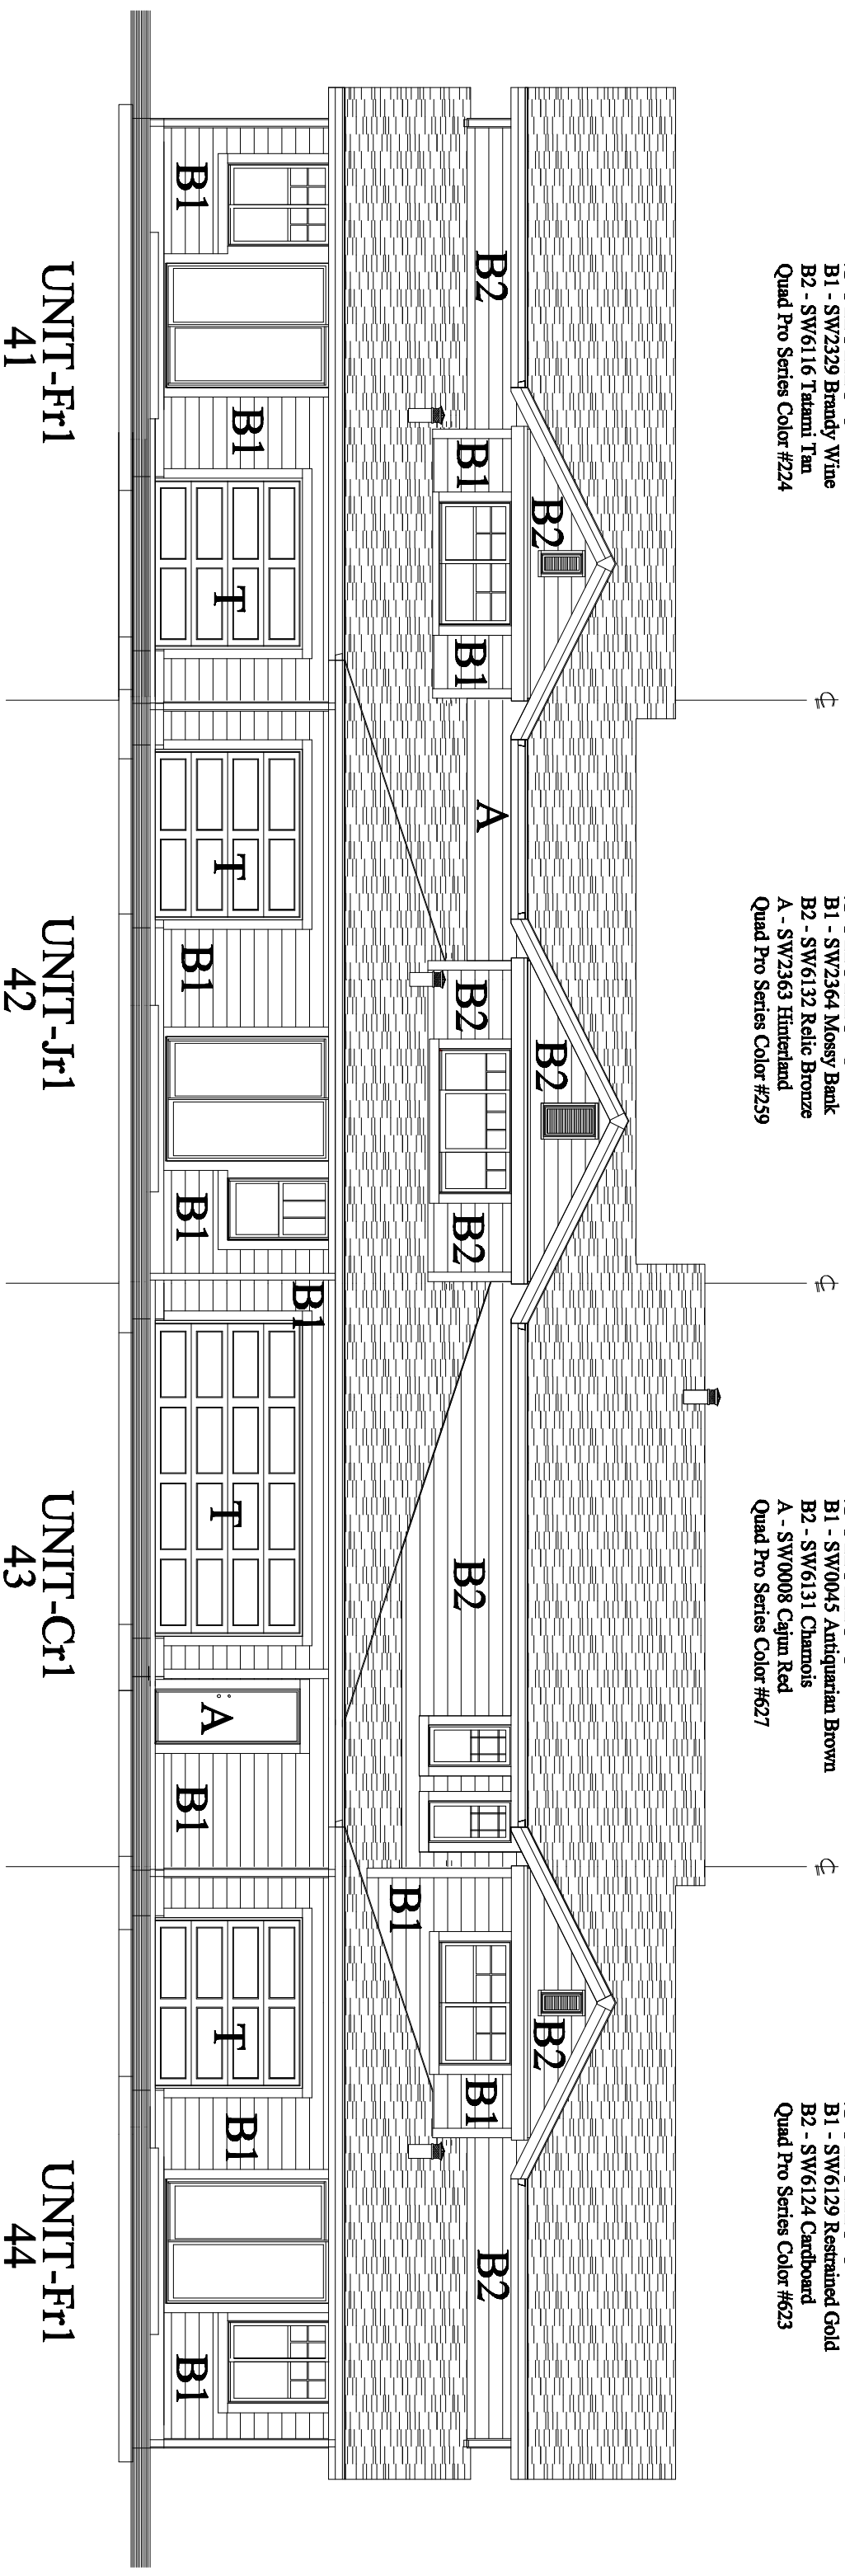 B1 - SW2329 Brandy Wine
B2 - SW6116 Tatami Tan
Quad Pro Series Color #224
B1 - SW2364 Mossy Bank
B2 - SW6132 Relic Bronze
A - SW2363 Hinterland
Quad Pro Series Color #259
B1 - SW0045 Antiquarian Brown
B2 - SW6131 Chamois
A - SW0008 Cajun Red
Quad Pro Series Color #627
B1 - SW6129 Restrained Gold
B2 - SW6124 Cardboard
Quad Pro Series Color #623
B2
B2
B1
B1
A
B2
B2
B2
B2
B2
B1
B1
B2
B1
B1
T
T
B1
B1
B1
T
A
B1
T
B1
B1
UNIT-Fr1
41
UNIT-Jr1
42
UNIT-Cr1
43
UNIT-Fr1
44